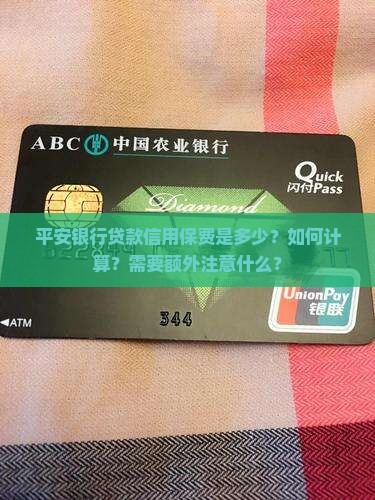 ABC 中国农业银行
Quick
闪付Pass
Diamond
平安银行贷款信用保费是多少？如何计
算？需要额外注意什么？
UnionPay
银联
◀ATM
344